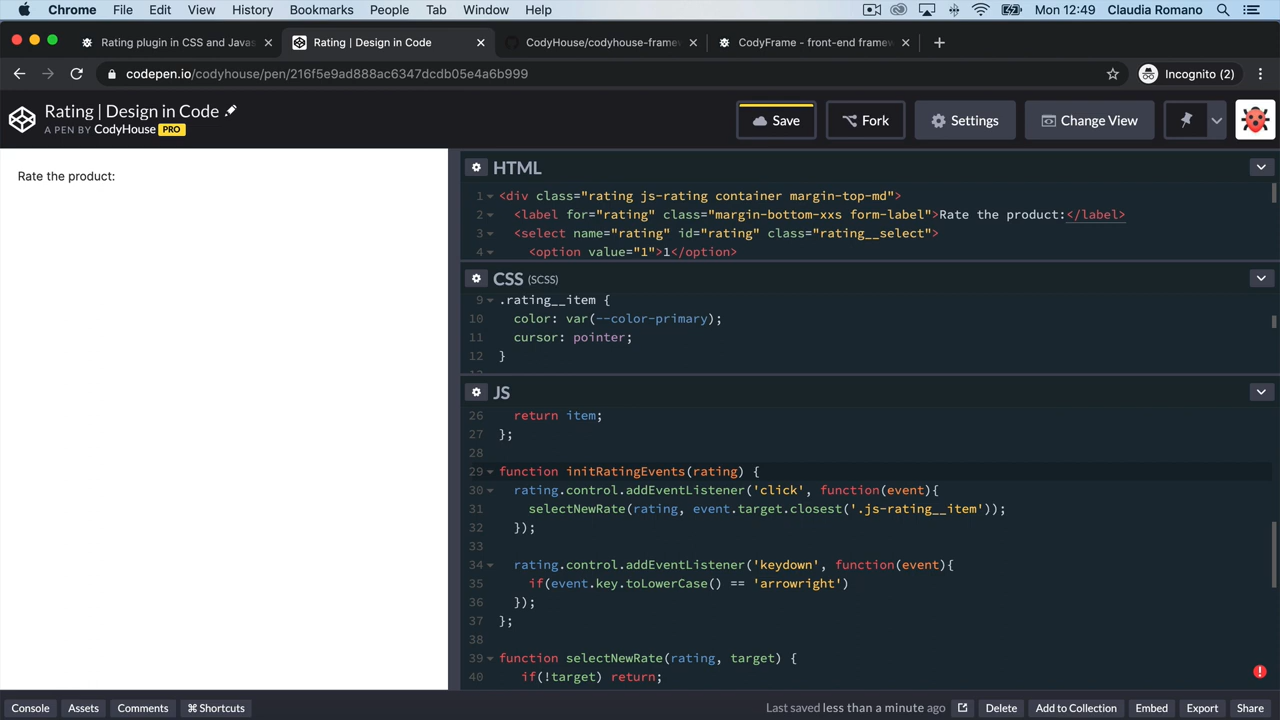 Chrome File Edit View History Bookmarks People Tab Window Help Mon 12:49 Claudia Romano
Rating plugin in CSS and Javas Rating | Design in Code CodyHouse/codyhouse-framew CodyFrame - front-end framew
codepen.io/codyhouse/pen/216f5e9ad888ac6347dcdb05e4a6b999 Incognito (2)
Rating | Design in Code
A PEN BY CodyHouse PRO
Save Fork Settings Change View
Rate the product:
HTML
1 <div class="rating js-rating container margin-top-md">
2 <label for="rating" class="margin-bottom-xxs form-label">Rate the product:</label>
3 <select name="rating" id="rating" class="rating__select">
4 <option value="1">1</option>
CSS (SCSS)
9 .rating__item {
10 color: var(--color-primary);
11 cursor: pointer;
12 }
JS
26 return item;
27 };
28
29 function initRatingEvents(rating) {
30 rating.control.addEventListener('click', function(event){
31 selectNewRate(rating, event.target.closest('.js-rating__item'));
32 });
33
34 rating.control.addEventListener('keydown', function(event){
35 if(event.key.toLowerCase() == 'arrowright')
36 });
37 };
38
39 function selectNewRate(rating, target) {
40 if(!target) return;
Console Assets Comments ⌘ Shortcuts Last saved less than a minute ago Delete Add to Collection Embed Export Share